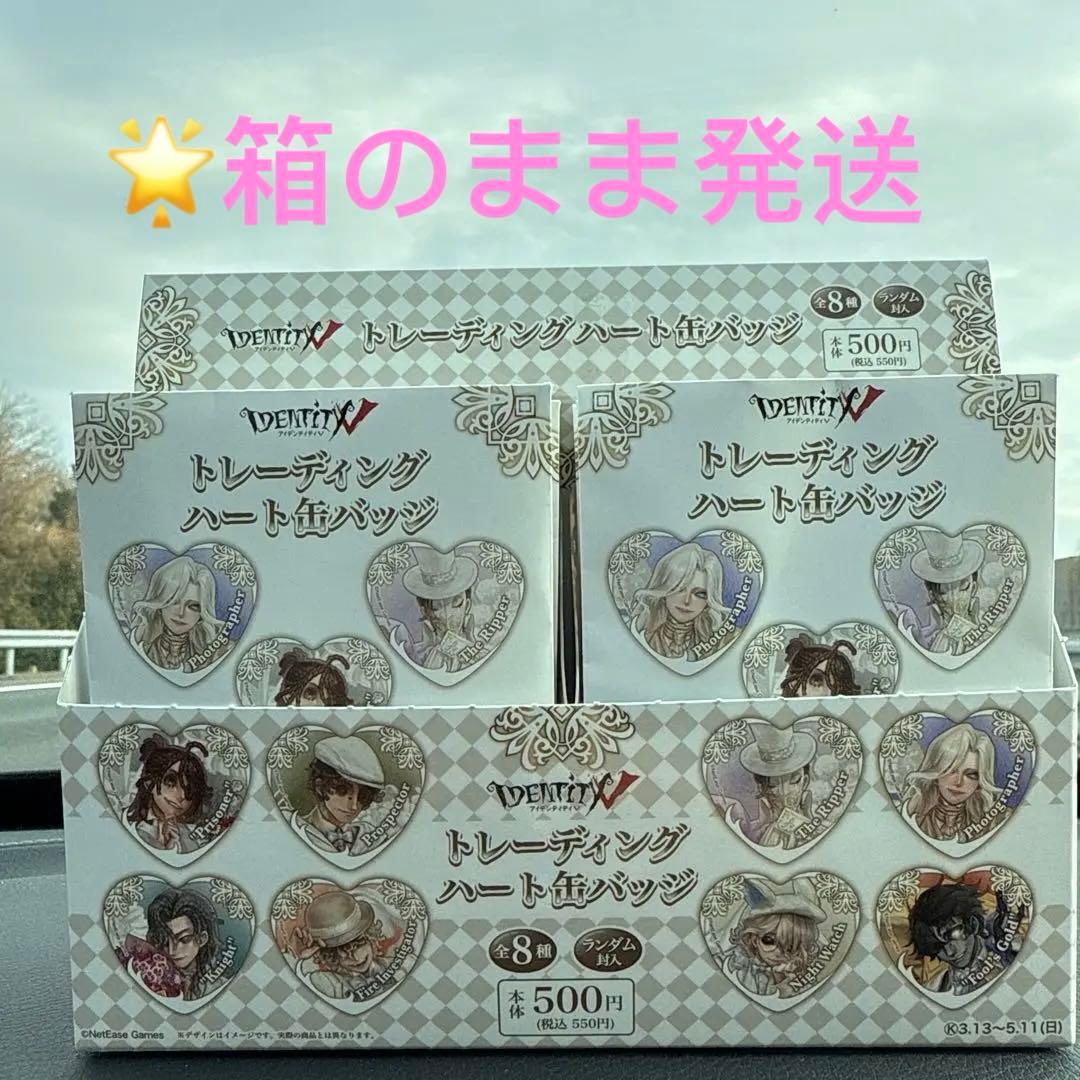 🌟箱のまま発送
IDENTITY V
アイデンティティV
トレーディングハート缶バッジ
全8種
ランダム
封入
本体 500円
(税込 550円)
IDENTITY V
アイデンティティV
トレーディング
ハート缶バッジ
Photographer
The Ripper
IDENTITY V
アイデンティティV
トレーディング
ハート缶バッジ
Photographer
The Ripper
"Prisoner"
Prospector
IDENTITY V
アイデンティティV
トレーディング
ハート缶バッジ
The Ripper
Photographer
"Knight"
Fire Investigator
全8種
ランダム
封入
本体 500円
(税込 550円)
Night Watch
"Fool's Gold"
©NetEase Games ※デザインはイメージです。実際の商品とは異なります。
Ⓚ3.13〜5.11(日)